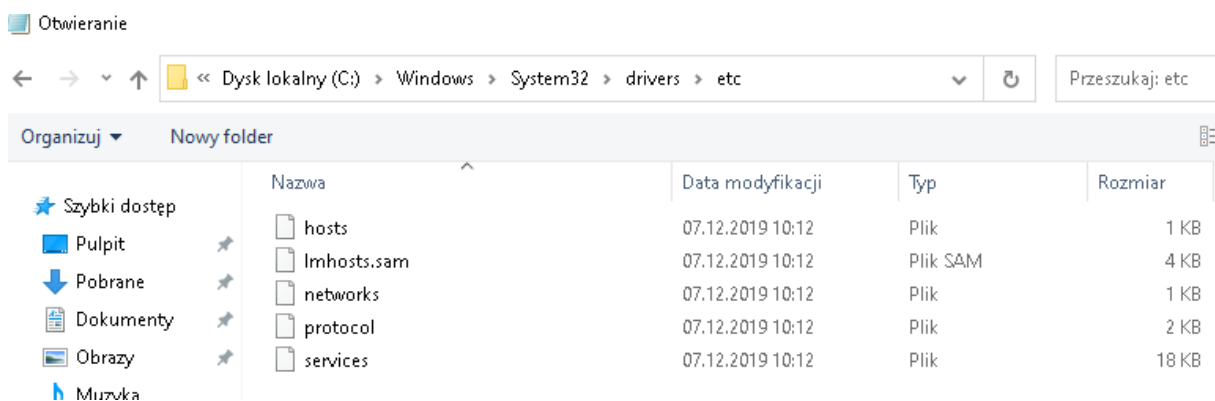 Otwieranie
« Dysk lokalny (C:) > Windows > System32 > drivers > etc
Przeszukaj: etc
Organizuj Nowy folder
Nazwa Data modyfikacji Typ Rozmiar
Szybki dostęp
Pulpit
Pobrane
Dokumenty
Obrazy
Muzyka
hosts 07.12.2019 10:12 Plik 1 KB
lmhosts.sam 07.12.2019 10:12 Plik SAM 4 KB
networks 07.12.2019 10:12 Plik 1 KB
protocol 07.12.2019 10:12 Plik 2 KB
services 07.12.2019 10:12 Plik 18 KB